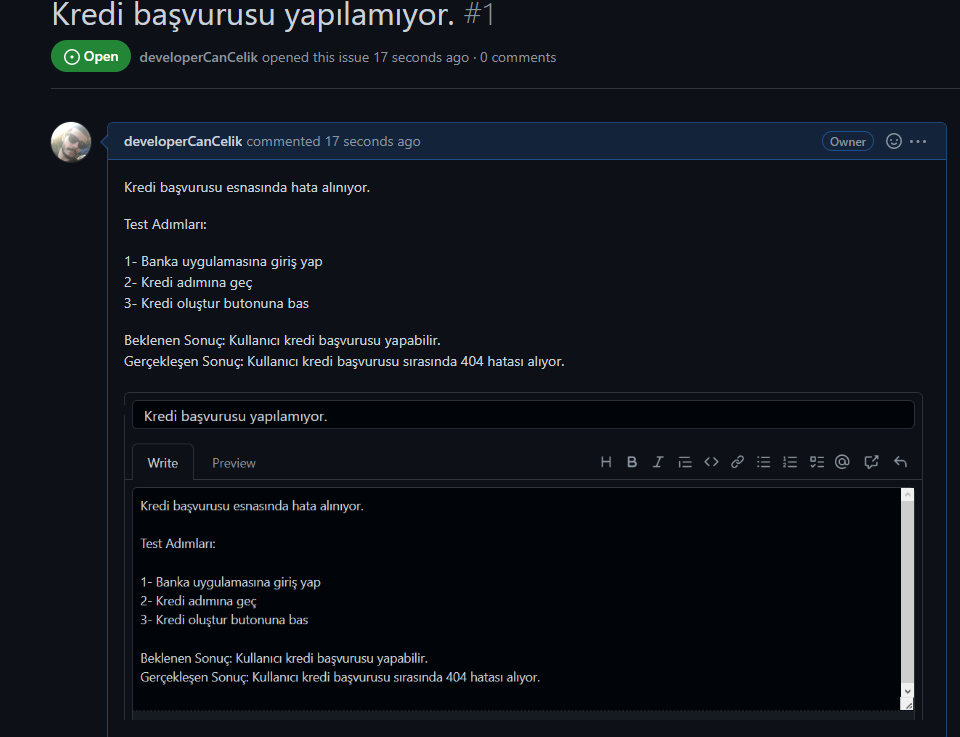 Kredi başvurusu yapılamıyor. #1
Open
developerCanCelik opened this issue 17 seconds ago · 0 comments
developerCanCelik commented 17 seconds ago
Owner
Kredi başvurusu esnasında hata alınıyor.
Test Adımları:
1- Banka uygulamasına giriş yap
2- Kredi adımına geç
3- Kredi oluştur butonuna bas
Beklenen Sonuç: Kullanıcı kredi başvurusu yapabilir.
Gerçekleşen Sonuç: Kullanıcı kredi başvurusu sırasında 404 hatası alıyor.
Kredi başvurusu yapılamıyor.
Write Preview
Kredi başvurusu esnasında hata alınıyor.
Test Adımları:
1- Banka uygulamasına giriş yap
2- Kredi adımına geç
3- Kredi oluştur butonuna bas
Beklenen Sonuç: Kullanıcı kredi başvurusu yapabilir.
Gerçekleşen Sonuç: Kullanıcı kredi başvurusu sırasında 404 hatası alıyor.